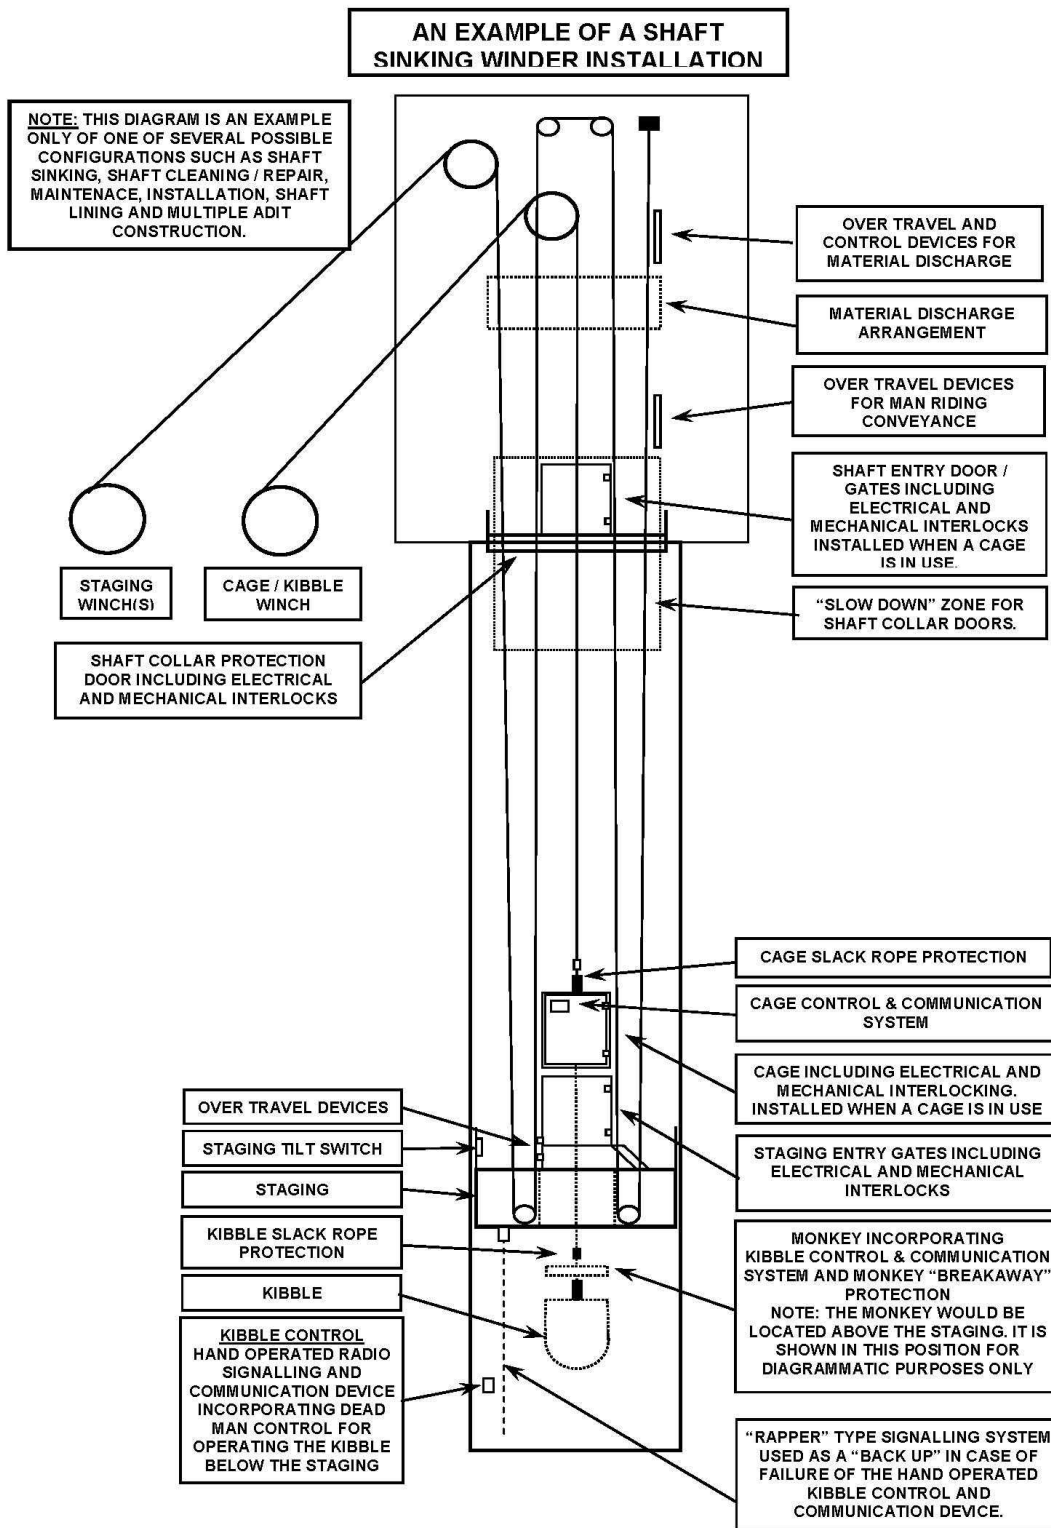 AN EXAMPLE OF A SHAFT
SINKING WINDER INSTALLATION
NOTE: THIS DIAGRAM IS AN EXAMPLE
ONLY OF ONE OF SEVERAL POSSIBLE
CONFIGURATIONS SUCH AS SHAFT
SINKING, SHAFT CLEANING / REPAIR,
MAINTENACE, INSTALLATION, SHAFT
LINING AND MULTIPLE ADIT
CONSTRUCTION.
OVER TRAVEL AND
CONTROL DEVICES FOR
MATERIAL DISCHARGE
MATERIAL DISCHARGE
ARRANGEMENT
OVER TRAVEL DEVICES
FOR MAN RIDING
CONVEYANCE
SHAFT ENTRY DOOR /
GATES INCLUDING
ELECTRICAL AND
MECHANICAL INTERLOCKS
INSTALLED WHEN A CAGE
IS IN USE.
STAGING
WINCH(S)
CAGE / KIBBLE
WINCH
"SLOW DOWN" ZONE FOR
SHAFT COLLAR DOORS.
SHAFT COLLAR PROTECTION
DOOR INCLUDING ELECTRICAL
AND MECHANICAL INTERLOCKS
CAGE SLACK ROPE PROTECTION
CAGE CONTROL & COMMUNICATION
SYSTEM
CAGE INCLUDING ELECTRICAL AND
MECHANICAL INTERLOCKING.
INSTALLED WHEN A CAGE IS IN USE
OVER TRAVEL DEVICES
STAGING TILT SWITCH
STAGING
STAGING ENTRY GATES INCLUDING
ELECTRICAL AND MECHANICAL
INTERLOCKS
KIBBLE SLACK ROPE
PROTECTION
KIBBLE
MONKEY INCORPORATING
KIBBLE CONTROL & COMMUNICATION
SYSTEM AND MONKEY "BREAKAWAY"
PROTECTION
NOTE: THE MONKEY WOULD BE
LOCATED ABOVE THE STAGING. IT IS
SHOWN IN THIS POSITION FOR
DIAGRAMMATIC PURPOSES ONLY
KIBBLE CONTROL
HAND OPERATED RADIO
SIGNALLING AND
COMMUNICATION DEVICE
INCORPORATING DEAD
MAN CONTROL FOR
OPERATING THE KIBBLE
BELOW THE STAGING
"RAPPER" TYPE SIGNALLING SYSTEM
USED AS A "BACK UP" IN CASE OF
FAILURE OF THE HAND OPERATED
KIBBLE CONTROL AND
COMMUNICATION DEVICE.